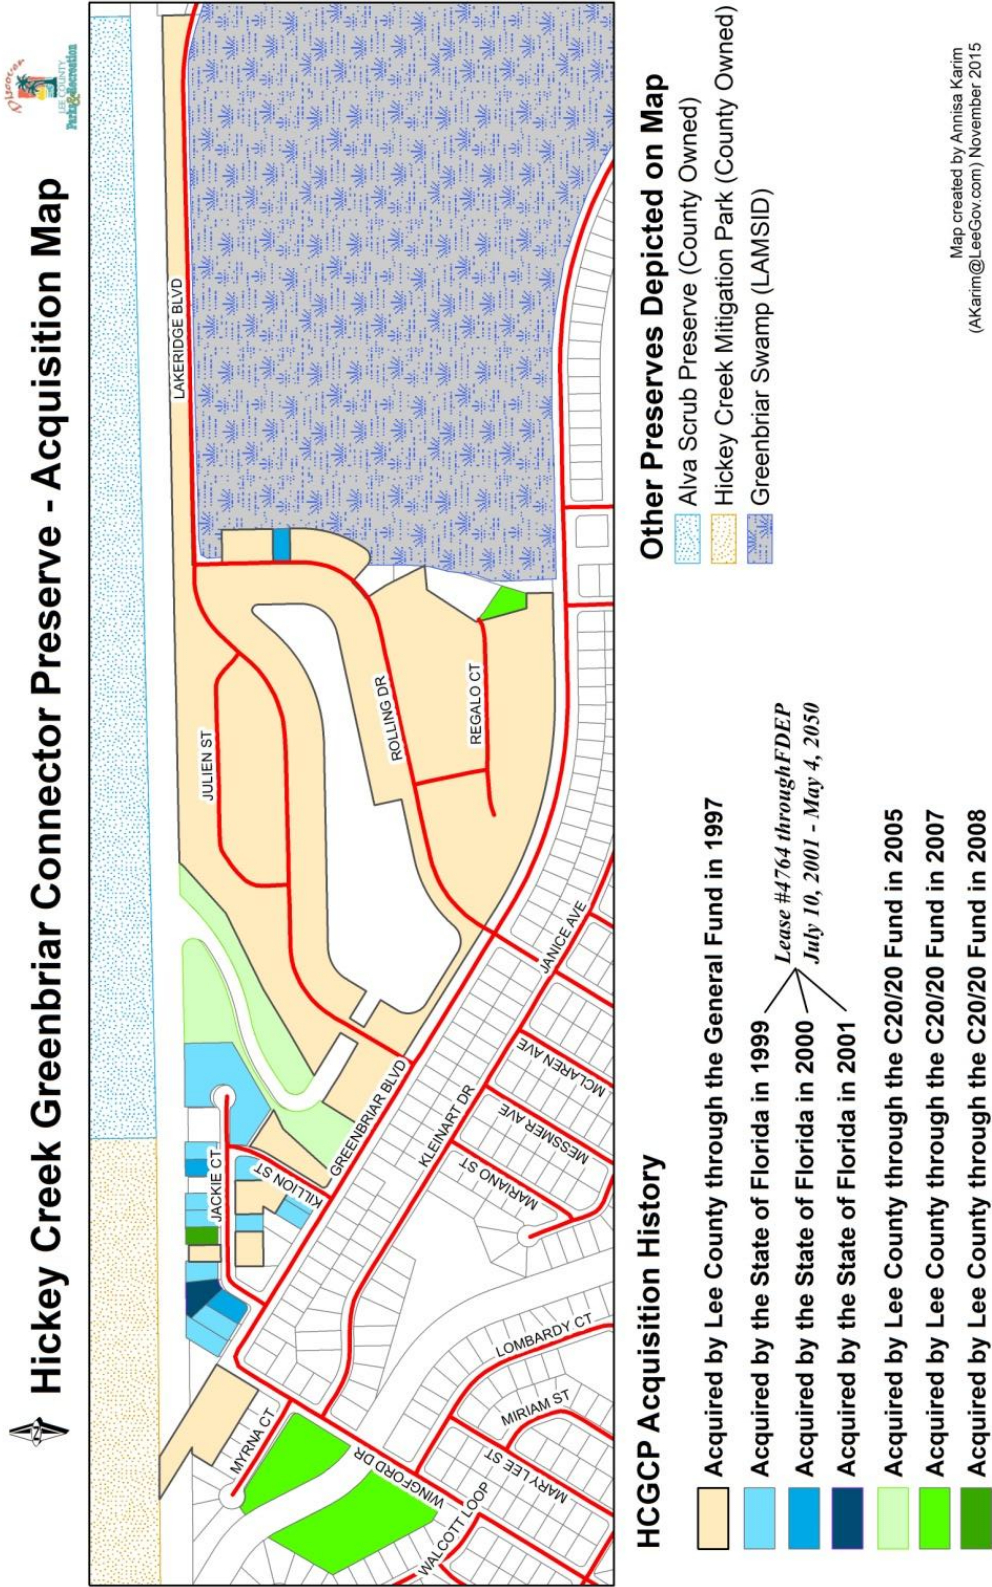 Hickey Creek Greenbriar Connector Preserve - Acquisition Map
Discover
LEE COUNTY
Parks & Recreation
N
LAKERIDGE BLVD
JULIEN ST
ROLLING DR
REGALO CT
JACKIE CT
KILLION ST
GREENBRIAR BLVD
JANICE AVE
KLEINART DR
MCLAREN AVE
MESSMER AVE
MARIANO ST
MYRNA CT
WINGFORD DR
LOMBARDY CT
MIRIAM ST
MARY LEE ST
WALCOTT LOOP
HCGCP Acquisition History
Acquired by Lee County through the General Fund in 1997
Acquired by the State of Florida in 1999
Acquired by the State of Florida in 2000
Acquired by the State of Florida in 2001
Lease #4764 through FDEP
July 10, 2001 - May 4, 2050
Acquired by Lee County through the C20/20 Fund in 2005
Acquired by Lee County through the C20/20 Fund in 2007
Acquired by Lee County through the C20/20 Fund in 2008
Other Preserves Depicted on Map
Alva Scrub Preserve (County Owned)
Hickey Creek Mitigation Park (County Owned)
Greenbriar Swamp (LAMSID)
Map created by Annisa Karim
(AKarim@LeeGov.com) November 2015